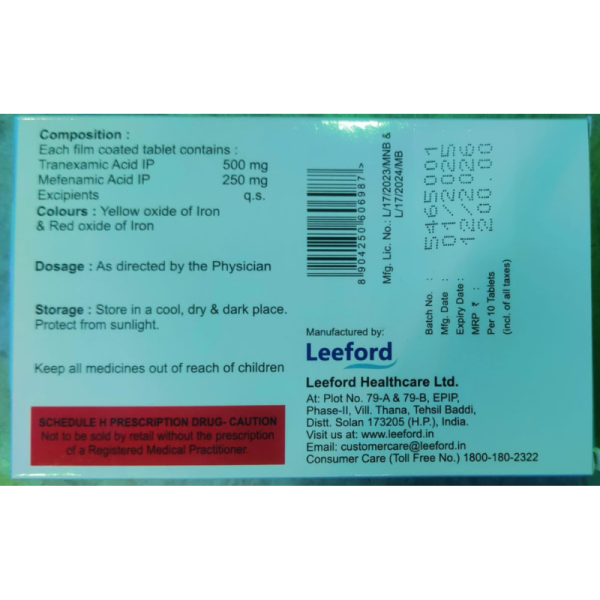 Composition :
Each film coated tablet contains :
Tranexamic Acid IP 500 mg
Mefenamic Acid IP 250 mg
Excipients q.s.
Colours : Yellow oxide of Iron
& Red oxide of Iron
Dosage : As directed by the Physician
Storage : Store in a cool, dry & dark place.
Protect from sunlight.
Keep all medicines out of reach of children
SCHEDULE H PRESCRIPTION DRUG- CAUTION
Not to be sold by retail without the prescription
of a Registered Medical Practitioner.
8 904250 606987 >
Mfg. Lic. No.: L/17/2023/MNB &
L/17/2024/MB
Batch No. : 5465001
Mfg. Date : 01/2025
Expiry Date : 12/2026
MRP ₹ : 200.00
Per 10 Tablets
(incl. of all taxes)
Manufactured by:
Leeford
Leeford Healthcare Ltd.
At: Plot No. 79-A & 79-B, EPIP,
Phase-II, Vill. Thana, Tehsil Baddi,
Distt. Solan 173205 (H.P.), India.
Visit us at: www.leeford.in
Email: customercare@leeford.in
Consumer Care (Toll Free No.) 1800-180-2322